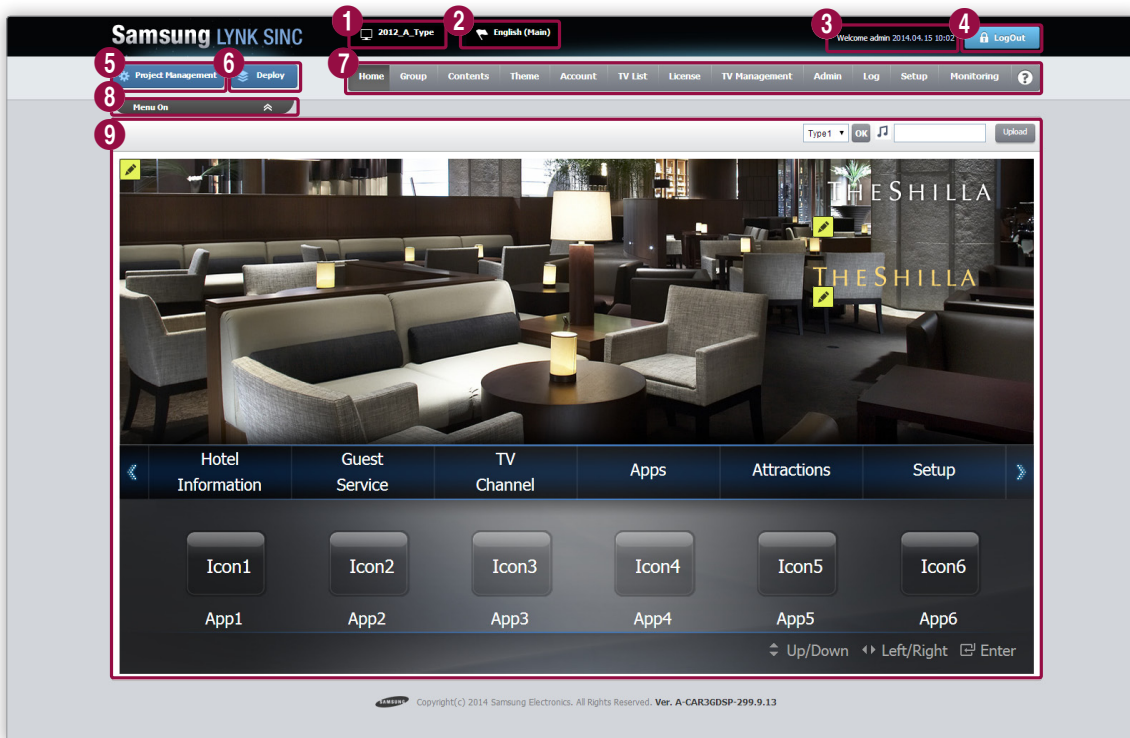 1 2 3 4
Samsung LYNK SINC 2012_A_Type English (Main) Welcome admin 2014.04.15 10:02 LogOut
5 6 7
Project Management Deploy Home Group Contents Theme Account TV List License TV Management Admin Log Setup Monitoring ?
8
Menu On
9
Type1 OK Upload
THE SHILLA
THE SHILLA
Hotel Information
Guest Service
TV Channel
Apps
Attractions
Setup
Icon1 Icon2 Icon3 Icon4 Icon5 Icon6
App1 App2 App3 App4 App5 App6
Up/Down Left/Right Enter
SAMSUNG Copyright(c) 2014 Samsung Electronics. All Rights Reserved. Ver. A-CAR3GDSP-299.9.13